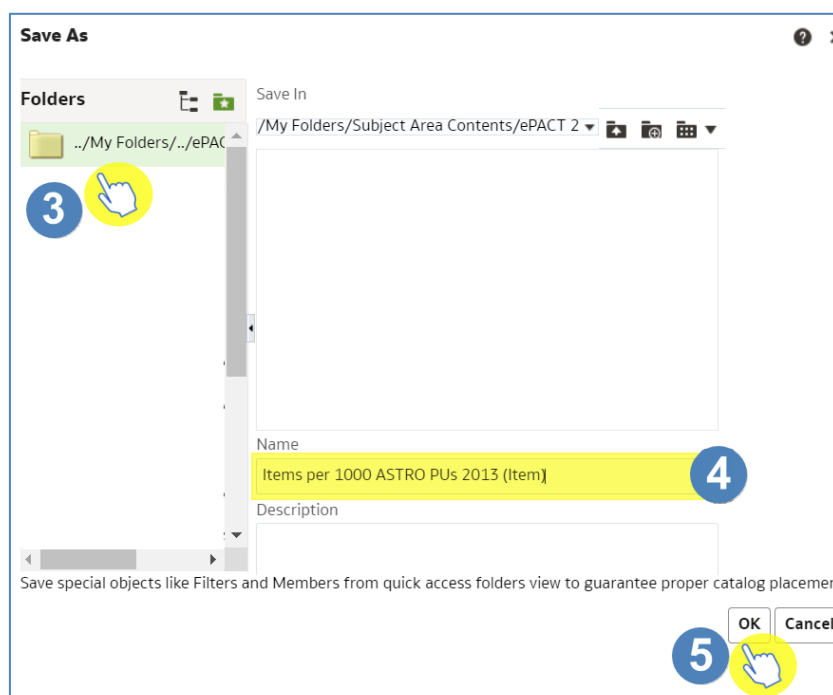 Save As
Folders
Save In
../My Folders/../ePAC
/My Folders/Subject Area Contents/ePACT 2
3
Name
Items per 1000 ASTRO PUs 2013 (Item)
4
Description
Save special objects like Filters and Members from quick access folders view to guarantee proper catalog placemen
OK
Cancel
5